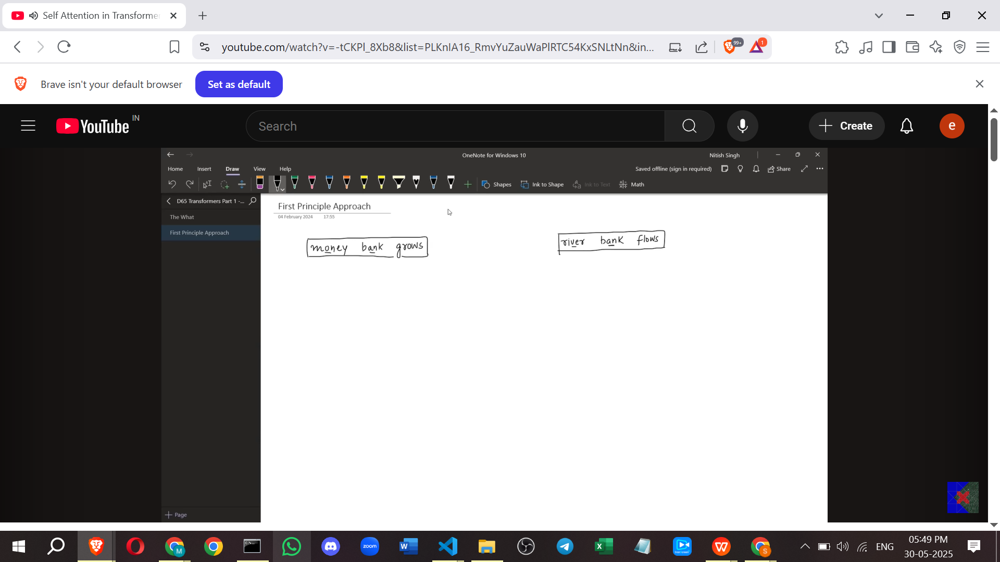 Self Attention in Transforme
youtube.com/watch?v=-tCKPl_8Xb8&list=PLKnIA16_RmvYuZauWaPlRTC54KxSNLtNn&in...
99+
1
Brave isn't your default browser
Set as default
YouTube IN
Search
Create
e
OneNote for Windows 10
Nitish Singh
Home Insert Draw View Help
Saved offline (sign in required)
Share
Shapes
Ink to Shape
Ink to Text
Math
D65 Transformers Part 1 -...
The What
First Principle Approach
First Principle Approach
04 February 2024 17:55
money bank grows
river bank flows
Page
M
zoom
W
X
W
S
ENG
05:49 PM
30-05-2025